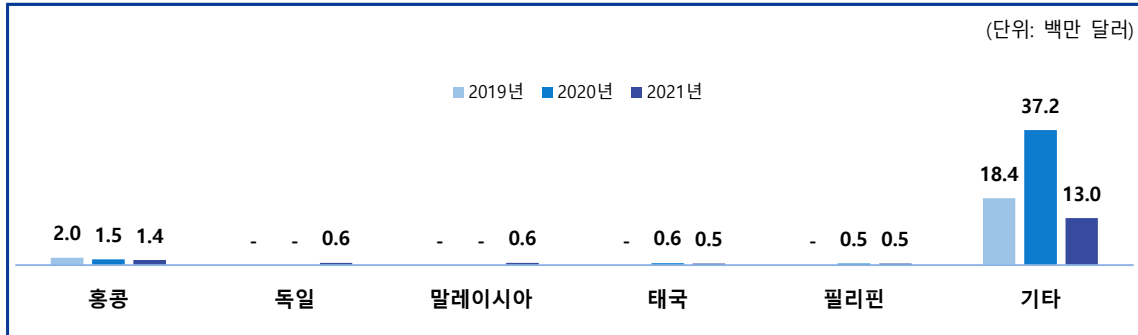 (단위: 백만 달러)
2019년 2020년 2021년
37.2
18.4
13.0
2.0 1.5 1.4 - - 0.6 - - 0.6 - 0.6 0.5 - 0.5 0.5
홍콩 독일 말레이시아 태국 필리핀 기타